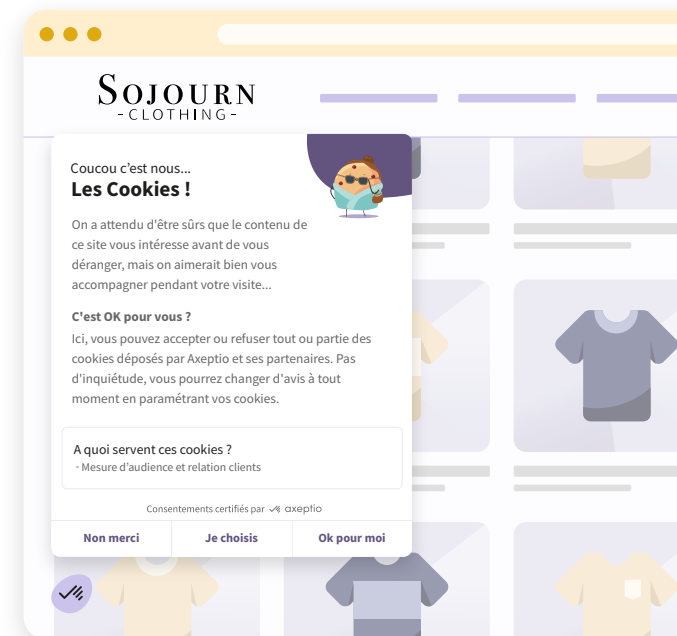 SOJOURN
-CLOTHING-
Coucou c’est nous...
Les Cookies !
On a attendu d'être sûrs que le contenu de
ce site vous intéresse avant de vous
déranger, mais on aimerait bien vous
accompagner pendant votre visite...
C'est OK pour vous ?
Ici, vous pouvez accepter ou refuser tout ou partie des
cookies déposés par Axeptio et ses partenaires. Pas
d'inquiétude, vous pourrez changer d'avis à tout
moment en paramétrant vos cookies.
A quoi servent ces cookies ?
· Mesure d’audience et relation clients
Consentements certifiés par axeptio
Non merci Je choisis Ok pour moi